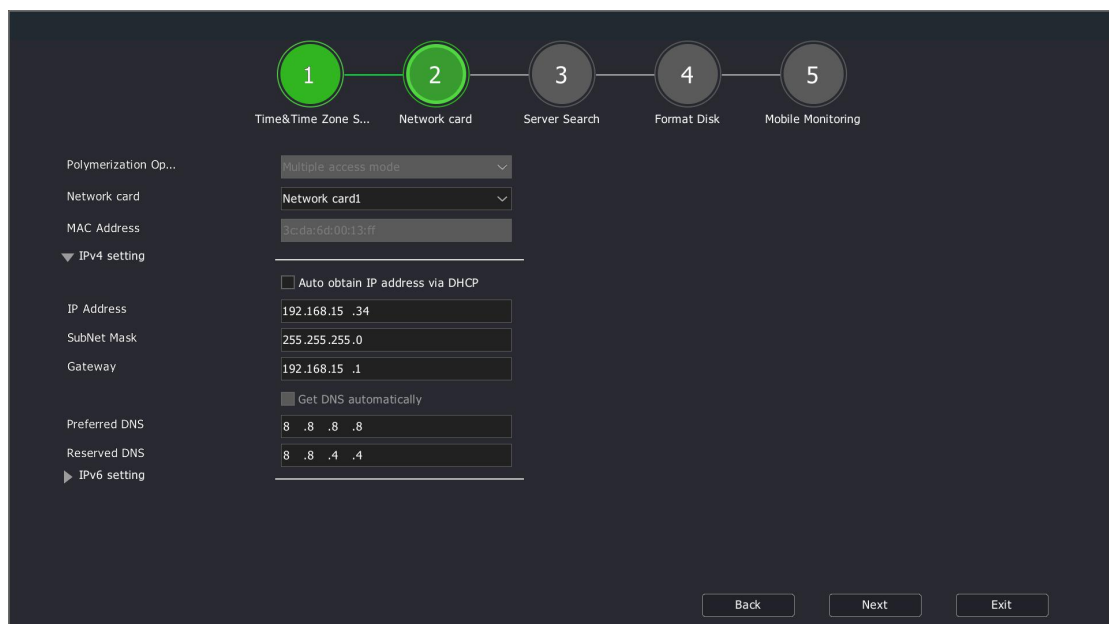 1 2 3 4 5
Time&Time Zone S... Network card Server Search Format Disk Mobile Monitoring
Polymerization Op... Multiple access mode
Network card Network card1
MAC Address 3c:da:6d:00:13:ff
IPv4 setting
Auto obtain IP address via DHCP
IP Address 192.168.15 .34
SubNet Mask 255.255.255.0
Gateway 192.168.15 .1
Get DNS automatically
Preferred DNS 8 .8 .8 .8
Reserved DNS 8 .8 .4 .4
IPv6 setting
Back Next Exit